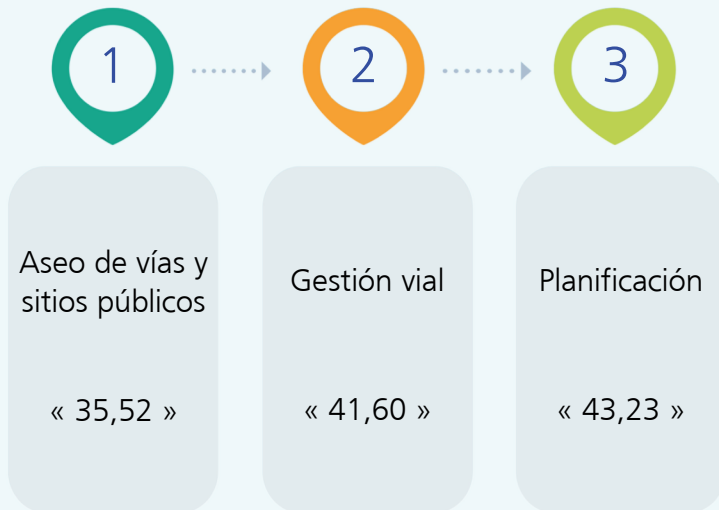 1
2
3
Aseo de vías y
sitios públicos
« 35,52 »
Gestión vial
« 41,60 »
Planificación
« 43,23 »